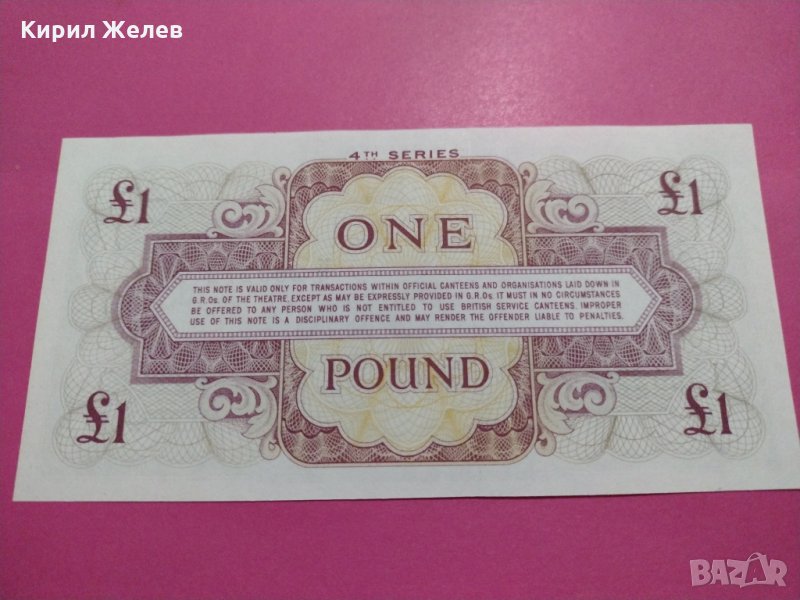 Кирил Желев
4TH SERIES
£1
£1
ONE
THIS NOTE IS VALID ONLY FOR TRANSACTIONS WITHIN OFFICIAL CANTEENS AND ORGANISATIONS LAID DOWN IN
G.R.Os. OF THE THEATRE, EXCEPT AS MAY BE EXPRESSLY PROVIDED IN G.R.Os. IT MUST IN NO CIRCUMSTANCES
BE OFFERED TO ANY PERSON WHO IS NOT ENTITLED TO USE BRITISH SERVICE CANTEENS. IMPROPER
USE OF THIS NOTE IS A DISCIPLINARY OFFENCE AND MAY RENDER THE OFFENDER LIABLE TO PENALTIES.
POUND
£1
£1
BAZAR